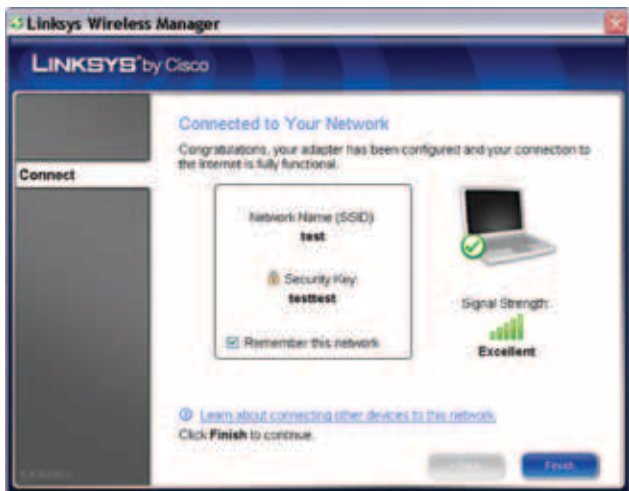 Linksys Wireless Manager
LINKSYS® by Cisco
Connect
Connected to Your Network
Congratulations, your adapter has been configured and your connection to
the Internet is fully functional.
Network Name (SSID):
test
Security Key:
testtest
Remember this network
Signal Strength:
Excellent
Learn about connecting other devices to this network.
Click Finish to continue.
Finish